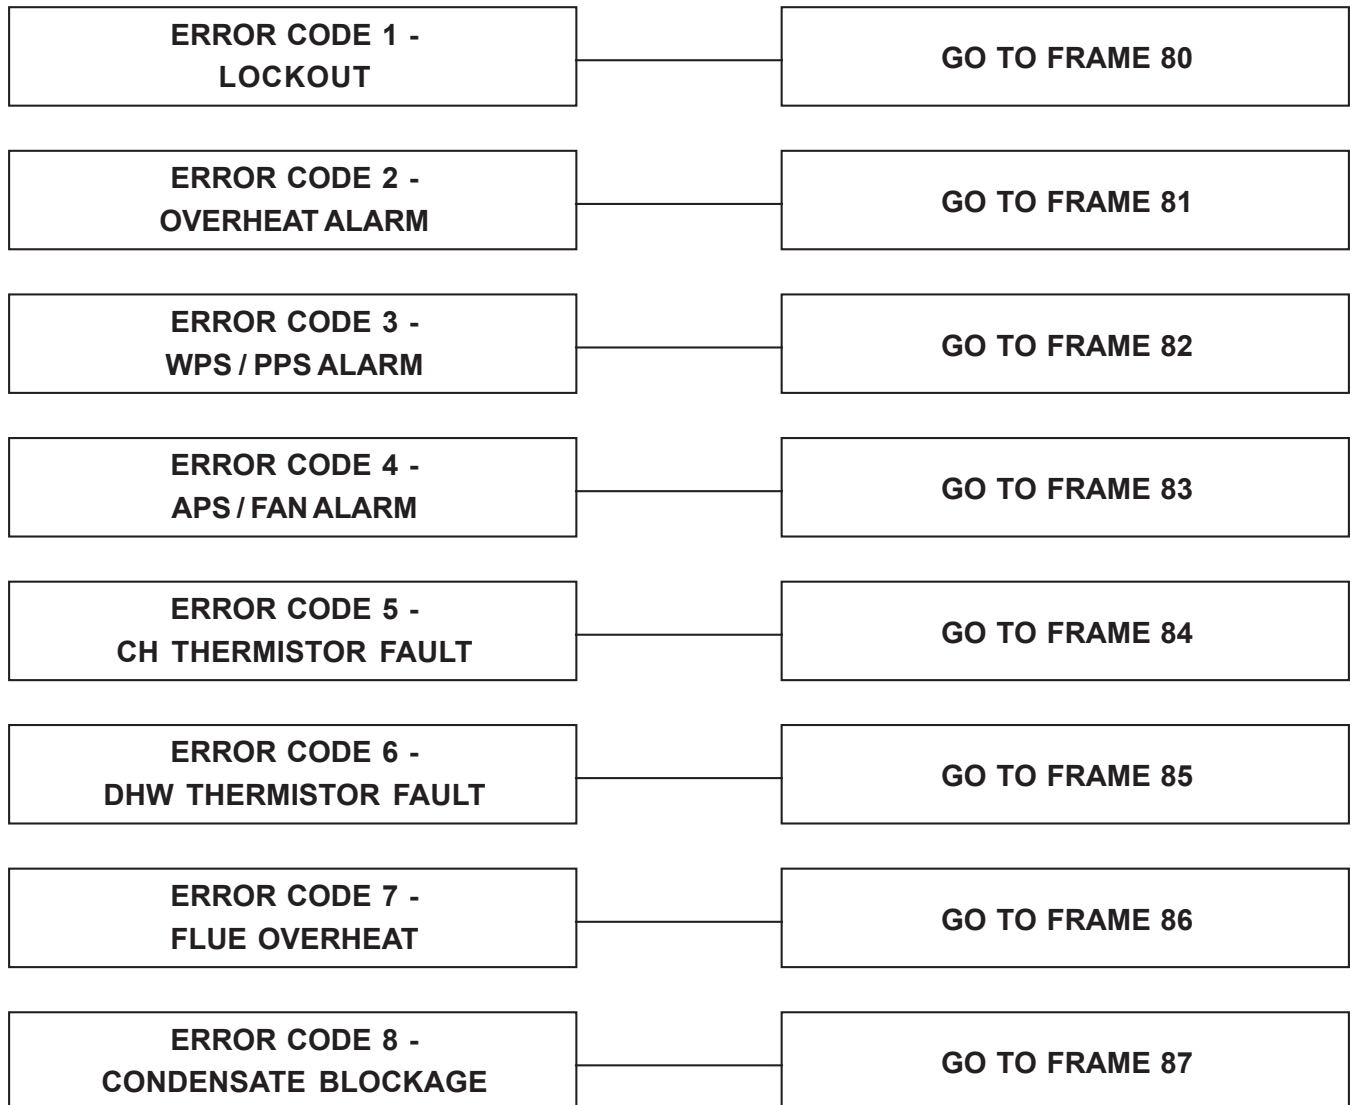 ERROR CODE 1 -
LOCKOUT
GO TO FRAME 80
ERROR CODE 2 -
OVERHEAT ALARM
GO TO FRAME 81
ERROR CODE 3 -
WPS / PPS ALARM
GO TO FRAME 82
ERROR CODE 4 -
APS / FAN ALARM
GO TO FRAME 83
ERROR CODE 5 -
CH THERMISTOR FAULT
GO TO FRAME 84
ERROR CODE 6 -
DHW THERMISTOR FAULT
GO TO FRAME 85
ERROR CODE 7 -
FLUE OVERHEAT
GO TO FRAME 86
ERROR CODE 8 -
CONDENSATE BLOCKAGE
GO TO FRAME 87